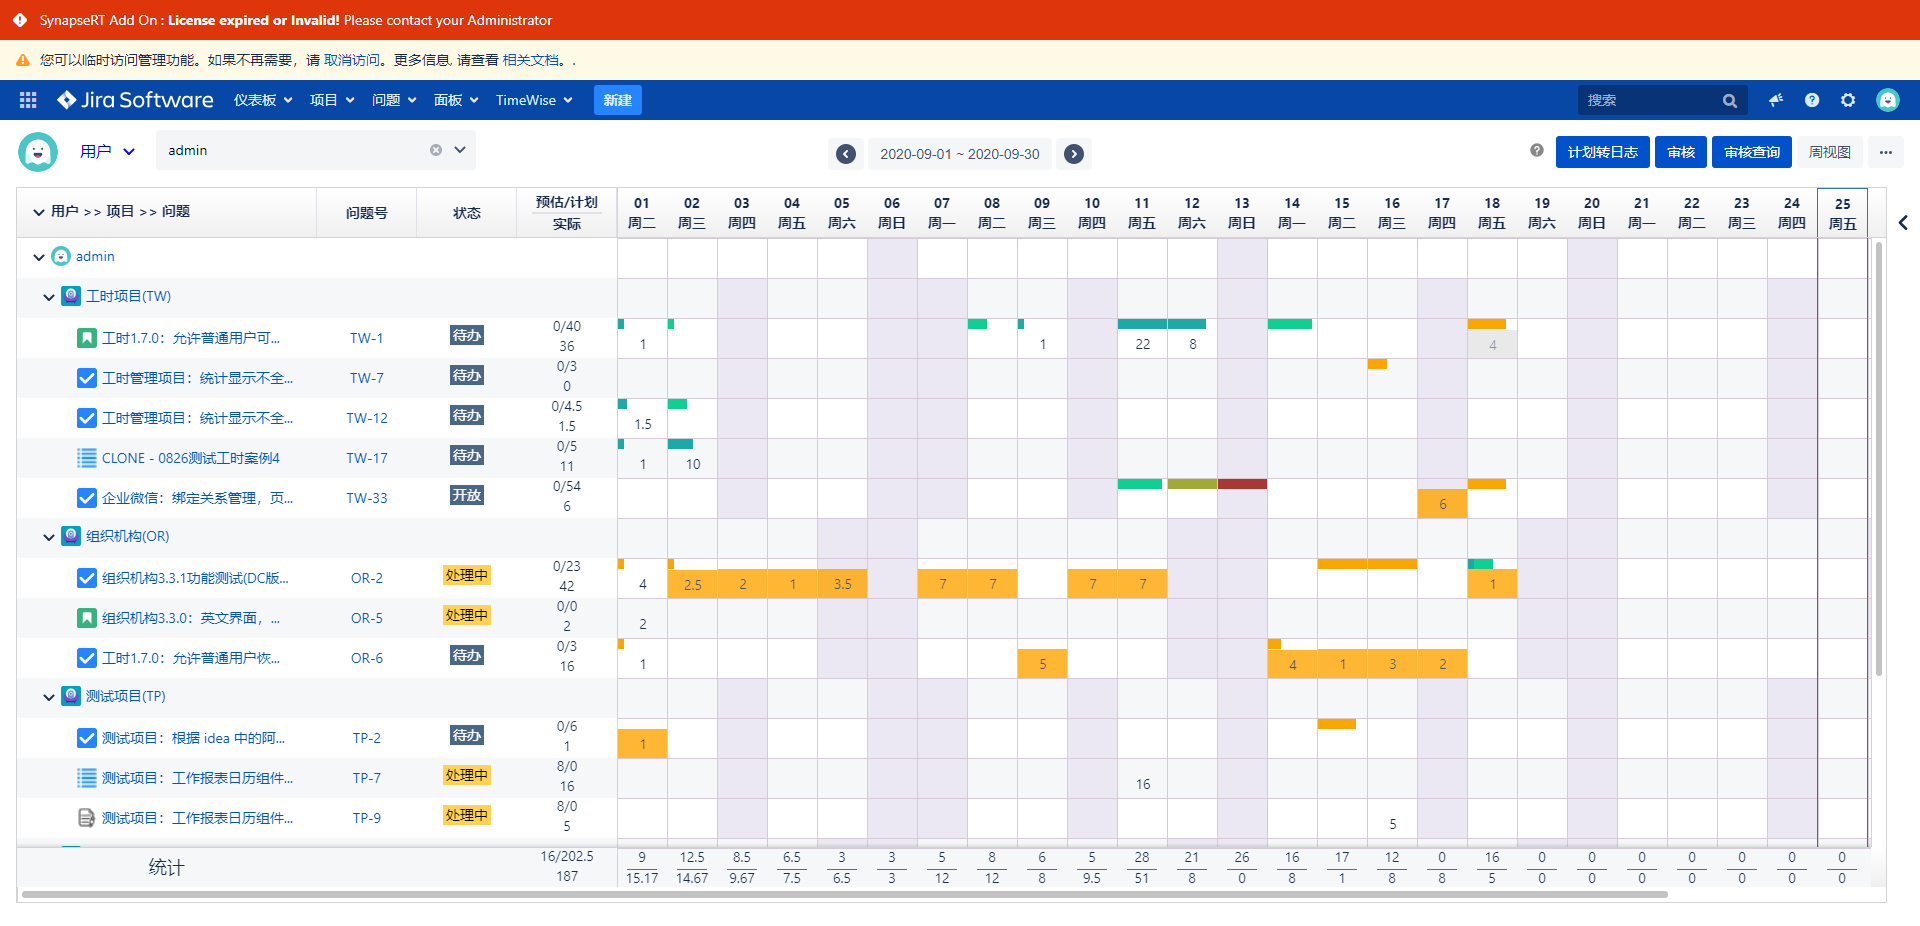 SynapseRT Add On : License expired or Invalid! Please contact your Administrator
您可以临时访问管理功能。如果不再需要，请 取消访问。更多信息, 请查看 相关文档。.
Jira Software 仪表板 项目 问题 面板 TimeWise 新建 搜索
用户 admin 2020-09-01 ~ 2020-09-30 计划转日志 审核 审核查询 周视图 ...
用户 >> 项目 >> 问题 问题号 状态 预估/计划 01 02 03 04 05 06 07 08 09 10 11 12 13 14 15 16 17 18 19 20 21 22 23 24 25
实际 周二 周三 周四 周五 周六 周日 周一 周二 周三 周四 周五 周六 周日 周一 周二 周三 周四 周五 周六 周日 周一 周二 周三 周四 周五
admin
工时项目(TW)
工时1.7.0：允许普通用户可... TW-1 待办 0/40
36 1 1 22 8 4
工时管理项目：统计显示不全... TW-7 待办 0/3
0
工时管理项目：统计显示不全... TW-12 待办 0/4.5
1.5 1.5
CLONE - 0826测试工时案例4 TW-17 待办 0/5
11 1 10
企业微信：绑定关系管理，页... TW-33 开放 0/54
6 6
组织机构(OR)
组织机构3.3.1功能测试(DC版... OR-2 处理中 0/23
42 4 2.5 2 1 3.5 7 7 7 7 1
组织机构3.3.0：英文界面，... OR-5 处理中 0/0
2 2
工时1.7.0：允许普通用户恢... OR-6 待办 0/3
16 1 5 4 1 3 2
测试项目(TP)
测试项目：根据 idea 中的阿... TP-2 待办 0/6
1 1
测试项目：工作报表日历组件... TP-7 处理中 8/0
16 16
测试项目：工作报表日历组件... TP-9 处理中 8/0
5 5
统计 16/202.5 9 12.5 8.5 6.5 3 3 5 8 6 5 28 21 26 16 17 12 0 16 0 0 0 0 0 0 0
187 15.17 14.67 9.67 7.5 6.5 3 12 12 8 9.5 51 8 0 8 1 8 8 5 0 0 0 0 0 0 0